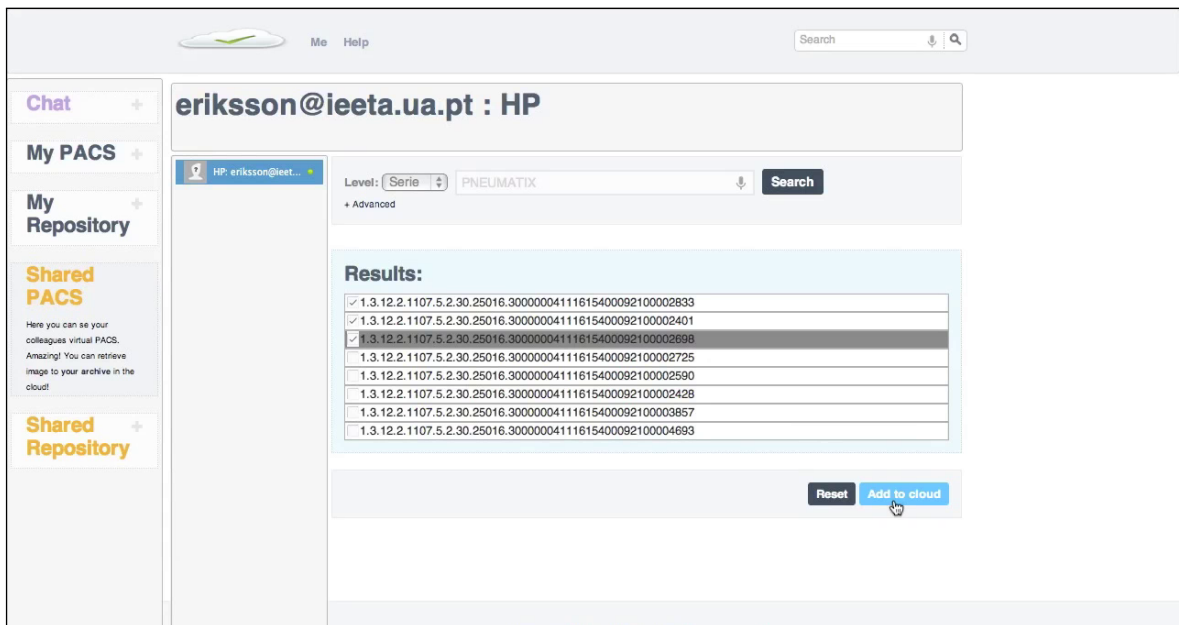 Me Help
Search
Chat +
My PACS +
My +
Repository
Shared
PACS
Here you can se your
colleagues virtual PACS.
Amazing! You can retrieve
image to your archive in the
cloud!
Shared +
Repository
eriksson@ieeta.ua.pt : HP
HP: eriksson@ieet...
Level: Serie PNEUMATIX Search
+ Advanced
Results:
1.3.12.2.1107.5.2.30.25016.30000004111615400092100002833
1.3.12.2.1107.5.2.30.25016.30000004111615400092100002401
1.3.12.2.1107.5.2.30.25016.30000004111615400092100002698
1.3.12.2.1107.5.2.30.25016.30000004111615400092100002725
1.3.12.2.1107.5.2.30.25016.30000004111615400092100002590
1.3.12.2.1107.5.2.30.25016.30000004111615400092100002428
1.3.12.2.1107.5.2.30.25016.30000004111615400092100003857
1.3.12.2.1107.5.2.30.25016.30000004111615400092100004693
Reset Add to cloud